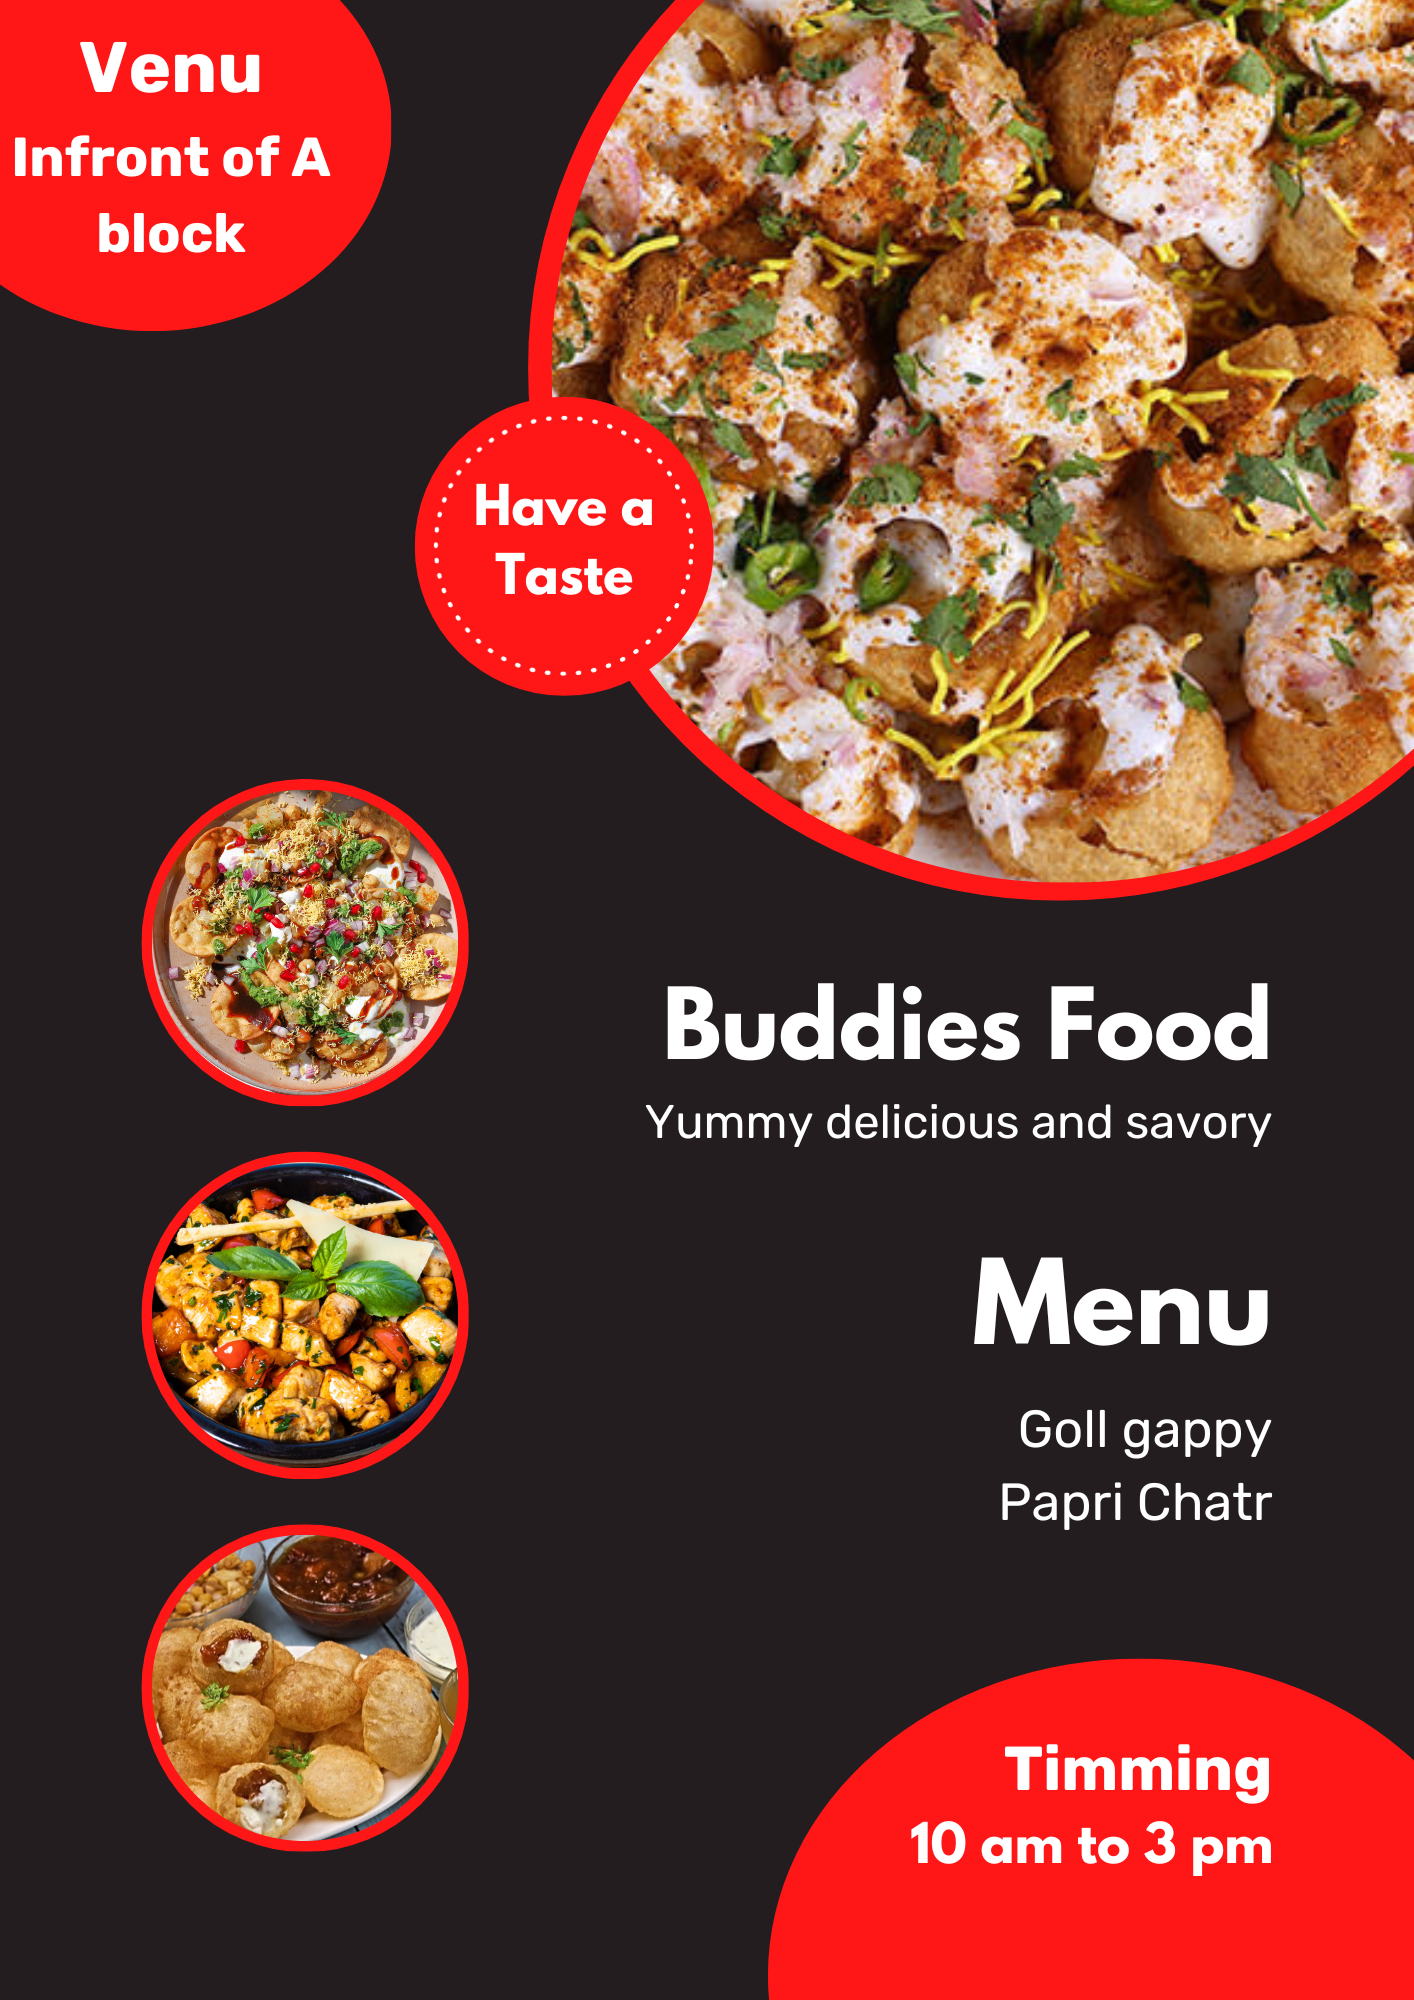 Venu
Infront of A
block
Have a
Taste
Buddies Food
Yummy delicious and savory
Menu
Goll gappy
Papri Chatr
Timming
10 am to 3 pm